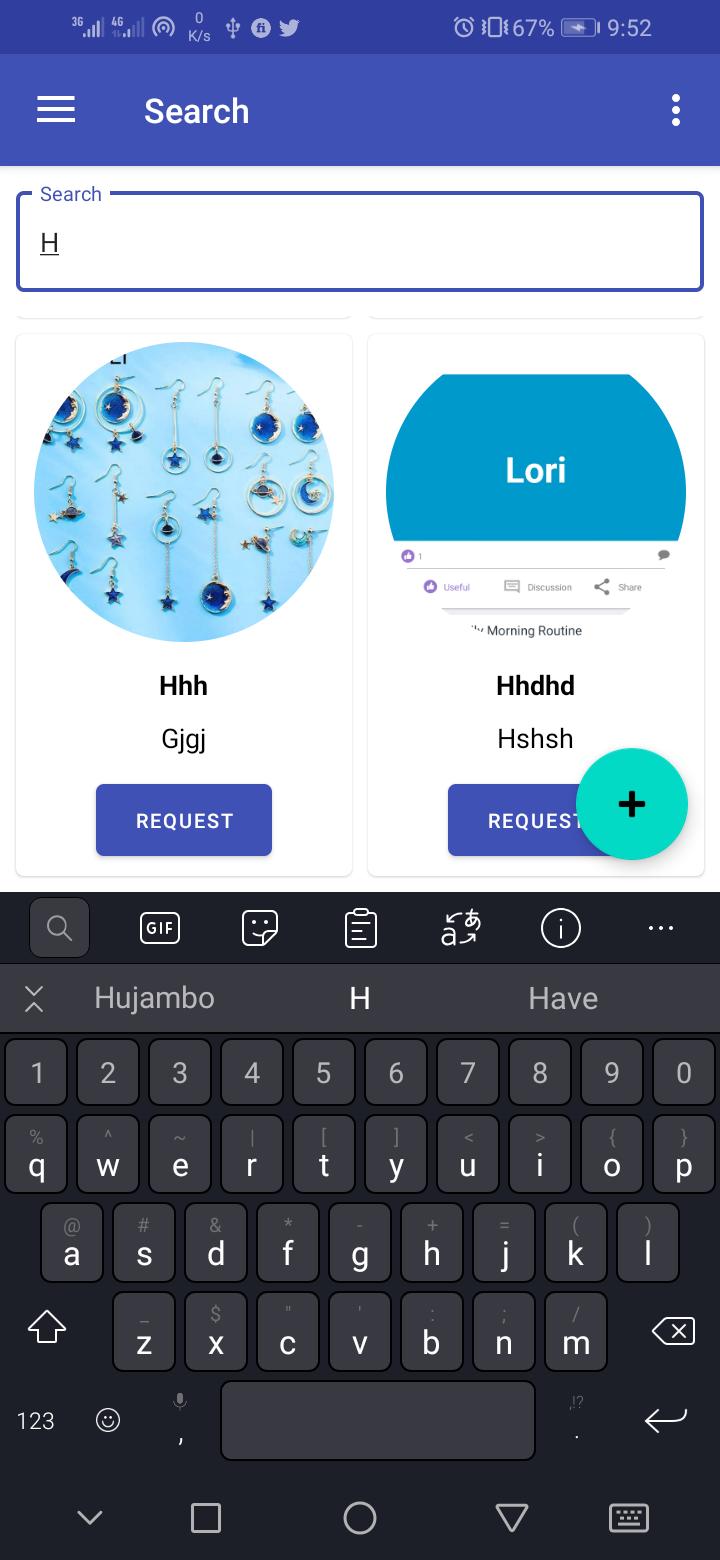 3G 4G 0 K/s 67% 9:52
Search
Search
H
Lori
1
Useful Discussion Share
Morning Routine
Hhh Hhdhd
Gjgj Hshsh
REQUEST REQUEST
+
GIF
Hujambo H Have
1 2 3 4 5 6 7 8 9 0
% ^ ~ | [ ] < > { }
q w e r t y u i o p
@ # & * - + = ( )
a s d f g h j k l
_ $ " ' : ; /
z x c v b n m
,!?
123 , .